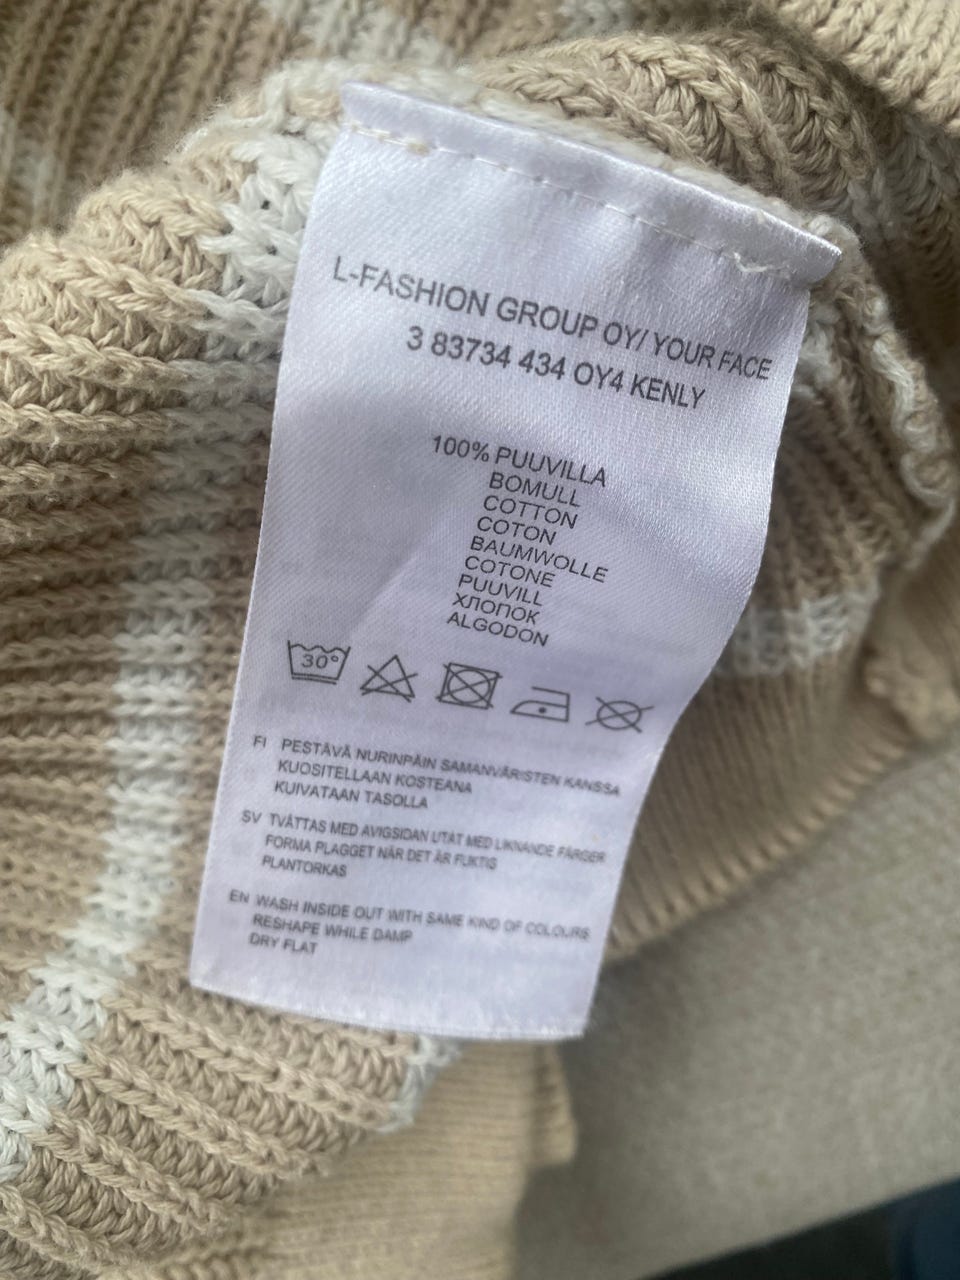 L-FASHION GROUP OY/ YOUR FACE
3 83734 434 OY4 KENLY
100% PUUVILLA
BOMULL
COTTON
COTON
BAUMWOLLE
COTONE
PUUVILL
ХЛОПОК
ALGODON
30°
FI PESTÄVÄ NURINPÄIN SAMANVÄRISTEN KANSSA
KUOSITELLAAN KOSTEANA
KUIVATAAN TASOLLA
SV TVÄTTAS MED AVIGSIDAN UTÅT MED LIKNANDE FÄRGER
FORMA PLAGGET NÄR DET ÄR FUKTIG
PLANTORKAS
EN WASH INSIDE OUT WITH SAME KIND OF COLOURS
RESHAPE WHILE DAMP
DRY FLAT